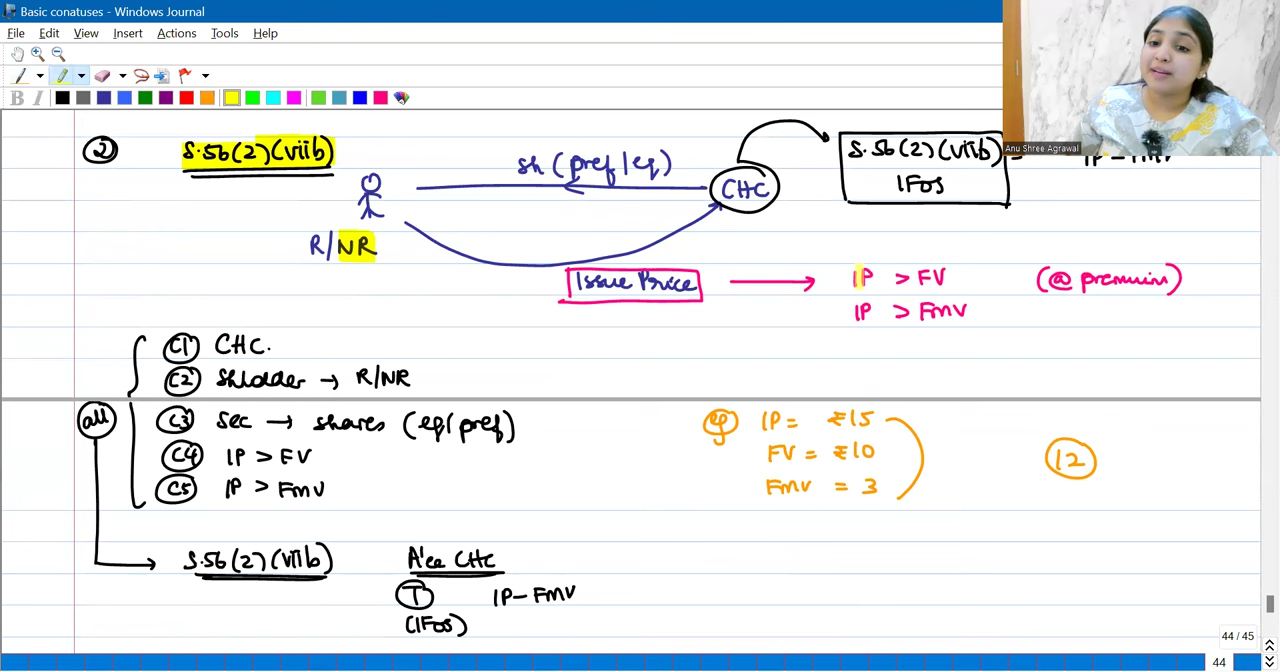 Basic conatuses - Windows Journal
File Edit View Insert Actions Tools Help
B I
Anu Shree Agrawal
② S.56(2)(viib)
sh (pref/eq)
CHC
S.56(2)(viib) =
IFOS
IP - FMV
R/NR
Issue Price → IP > FV (@ premium)
IP > FMV
C1 CHC.
C2 Shholder → R/NR
all
C3 Sec → shares (eq/pref)
C4 IP > FV
C5 IP > FMV
eg IP = ₹15
FV = ₹10
FMV = 3
12
S.56(2)(viib) A'ee CHC
T IP - FMV
(IFOS)
44 / 45
44